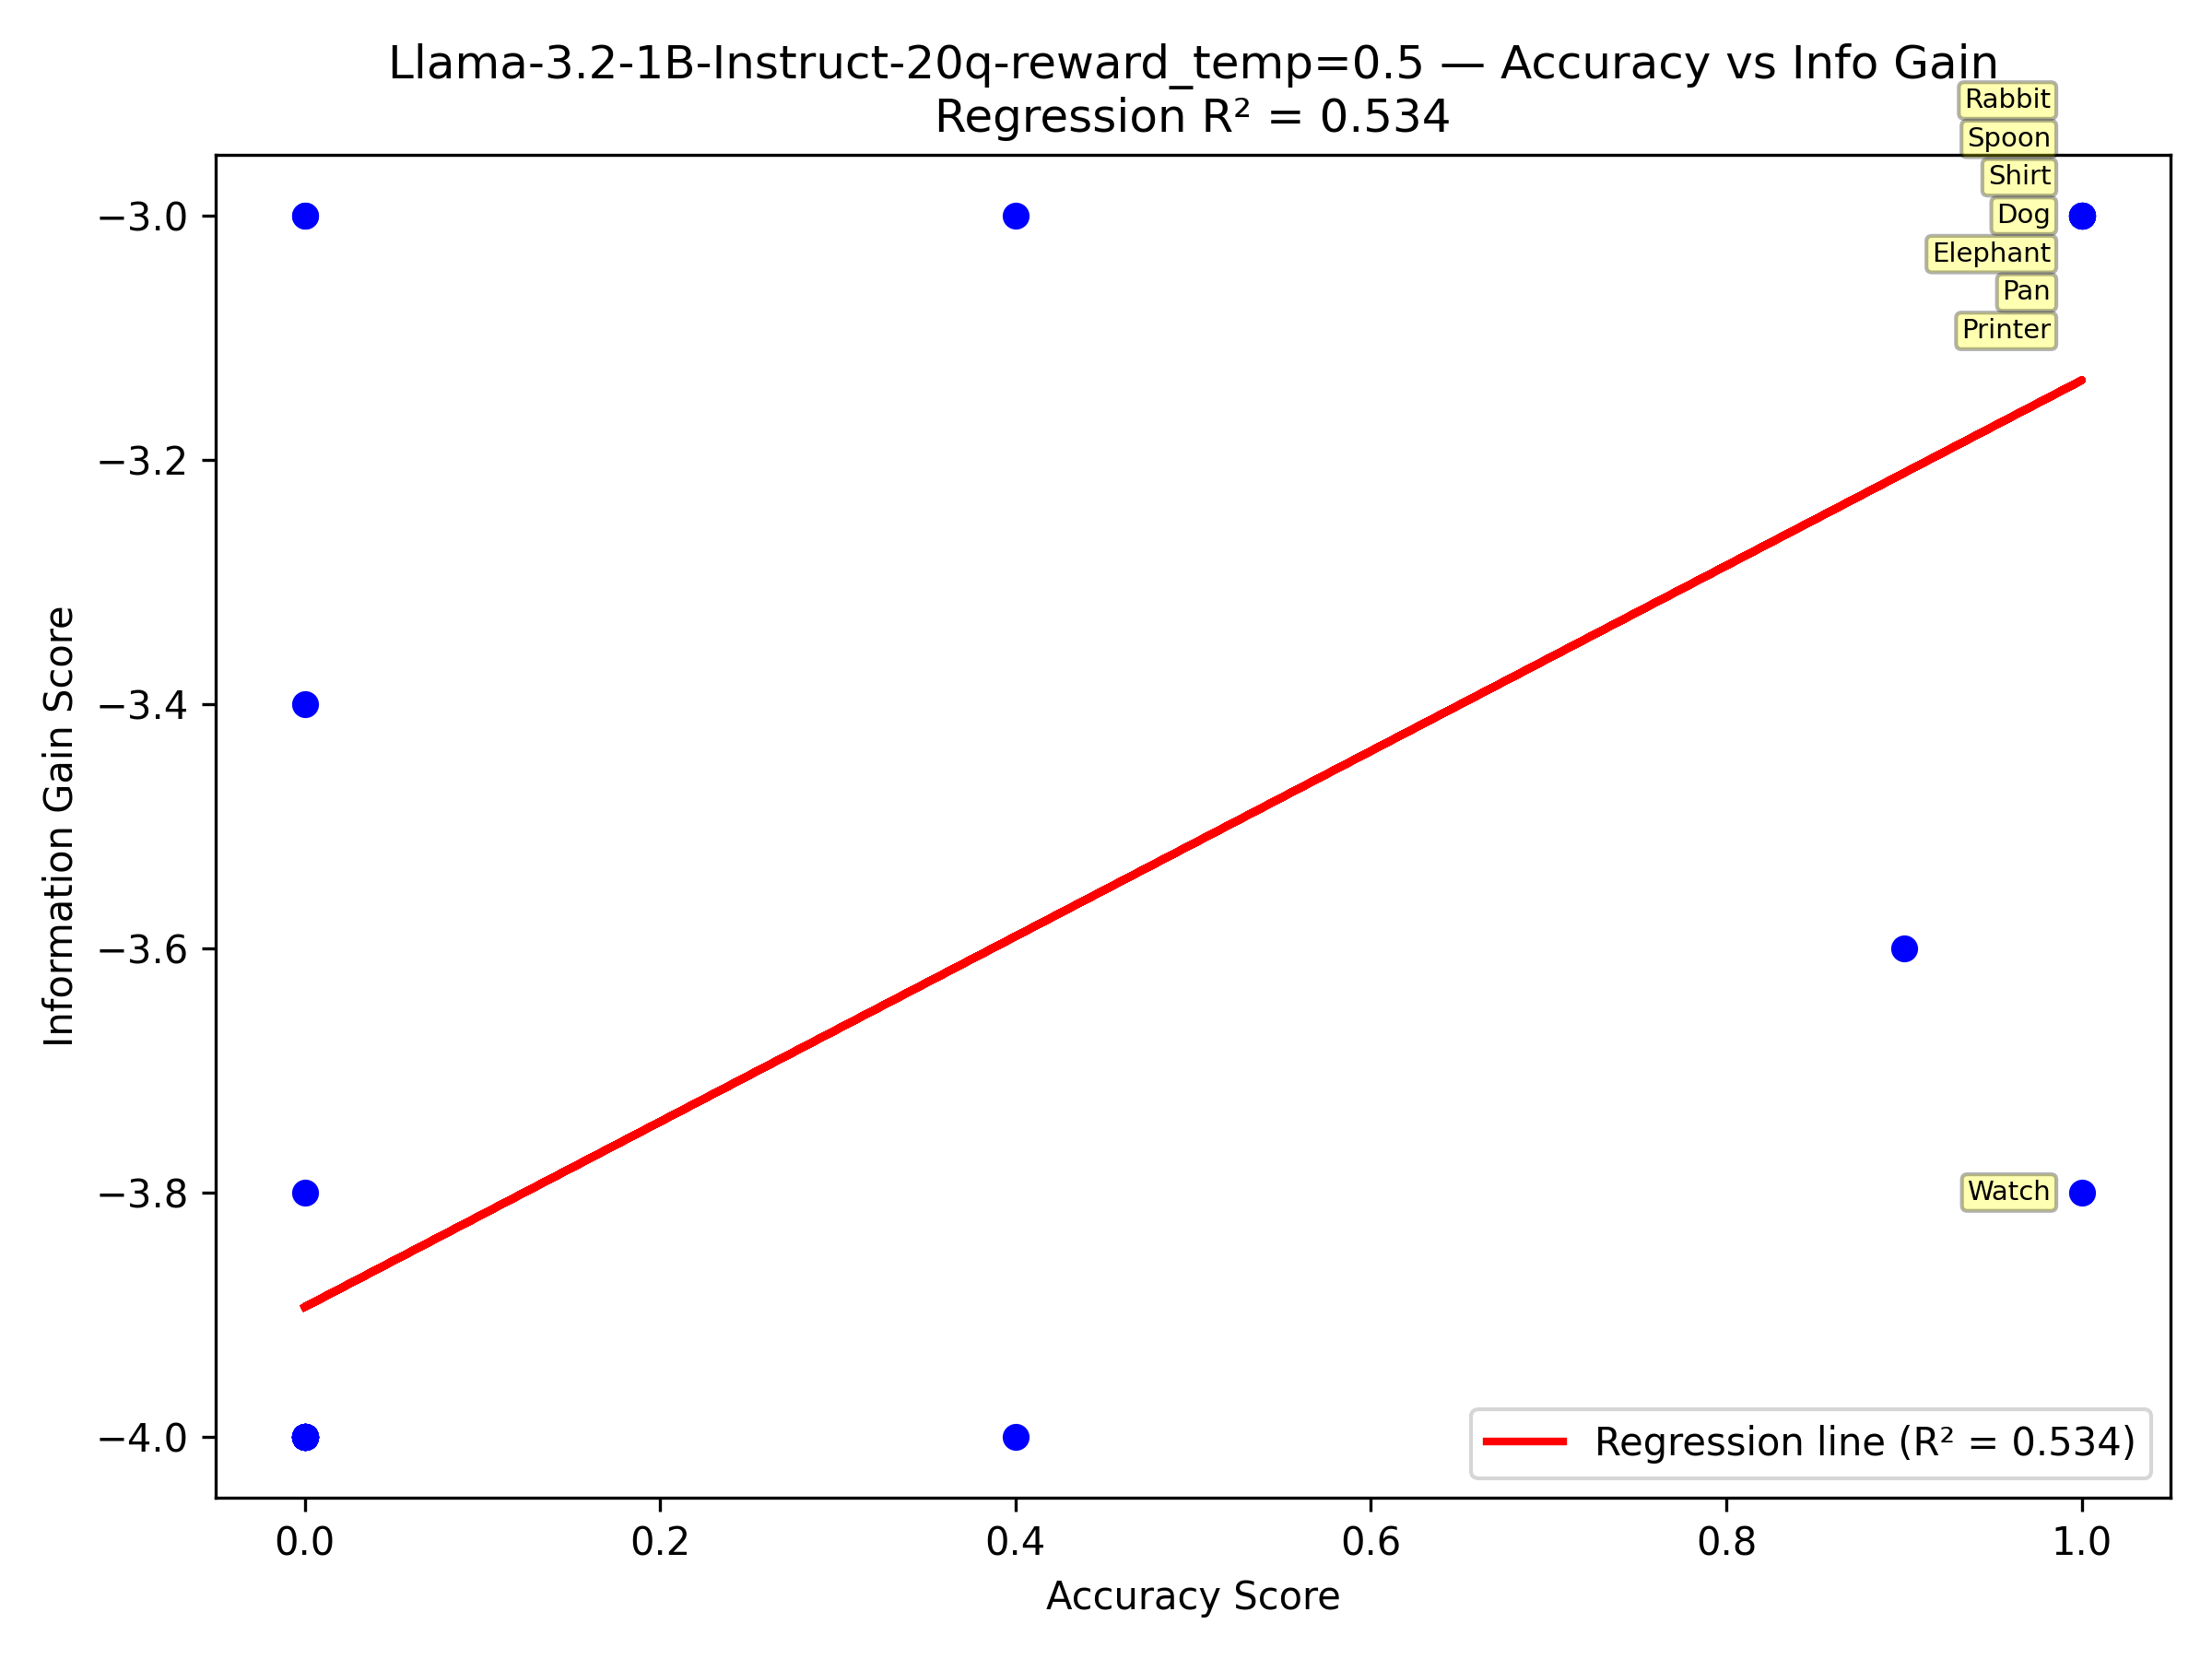 Llama-3.2-1B-Instruct-20q-reward_temp=0.5 — Accuracy vs Info Gain
Regression R² = 0.534
Rabbit
Spoon
Shirt
Dog
Elephant
Pan
Printer
Watch
Information Gain Score
−3.0
−3.2
−3.4
−3.6
−3.8
−4.0
Regression line (R² = 0.534)
0.0 0.2 0.4 0.6 0.8 1.0
Accuracy Score